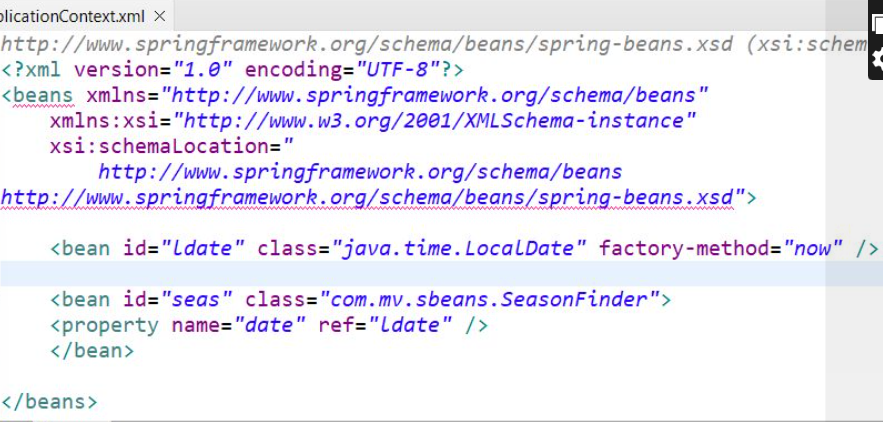 plicationContext.xml ×
http://www.springframework.org/schema/beans/spring-beans.xsd (xsi:schem
<?xml version="1.0" encoding="UTF-8"?>
<beans xmlns="http://www.springframework.org/schema/beans"
    xmlns:xsi="http://www.w3.org/2001/XMLSchema-instance"
    xsi:schemaLocation="
        http://www.springframework.org/schema/beans
http://www.springframework.org/schema/beans/spring-beans.xsd">
    <bean id="ldate" class="java.time.LocalDate" factory-method="now" />
    <bean id="seas" class="com.mv.sbeans.SeasonFinder">
    <property name="date" ref="ldate" />
    </bean>
</beans>